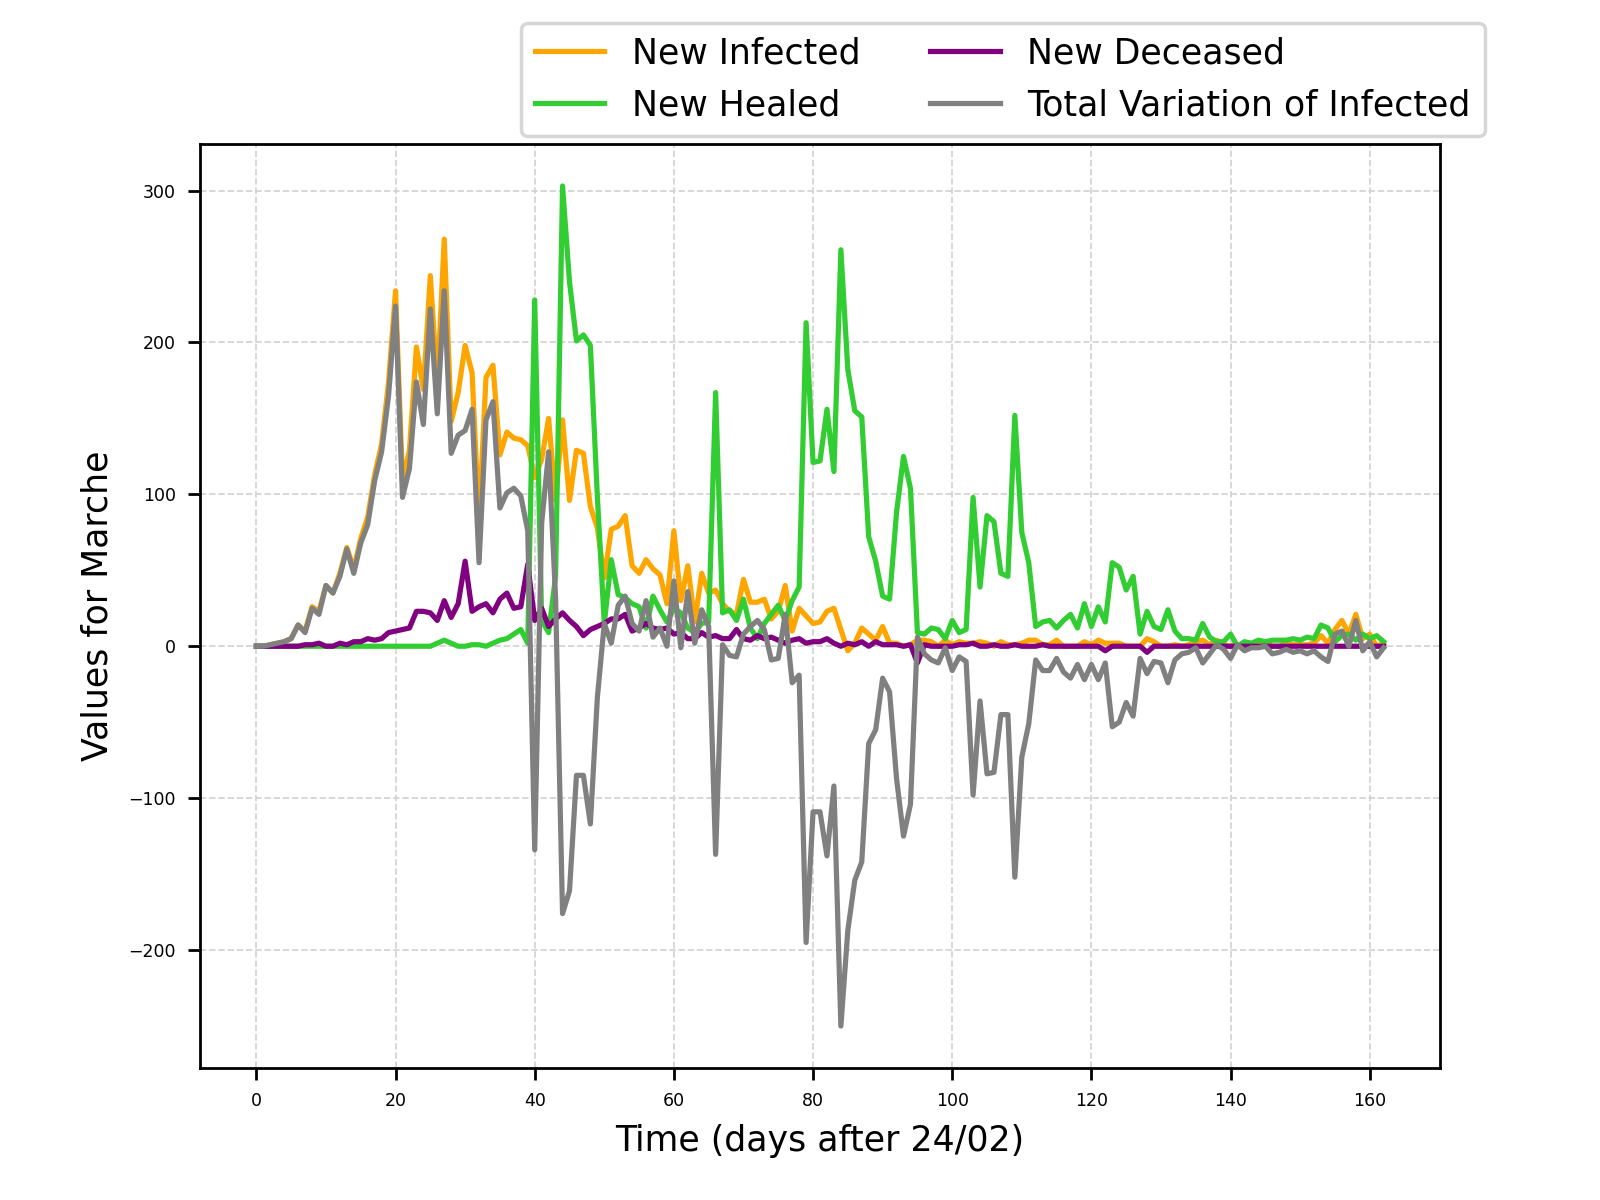 New Infected
New Healed
New Deceased
Total Variation of Infected
Values for Marche
300
200
100
0
−100
−200
0 20 40 60 80 100 120 140 160
Time (days after 24/02)